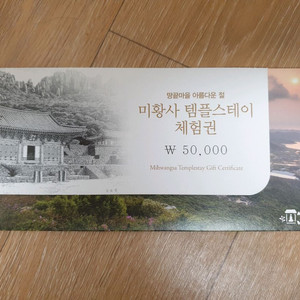 땅끝마을 아름다운 절
미황사 템플스테이
체험권
₩ 50,000
Mihwangsa Templestay Gift Certificate